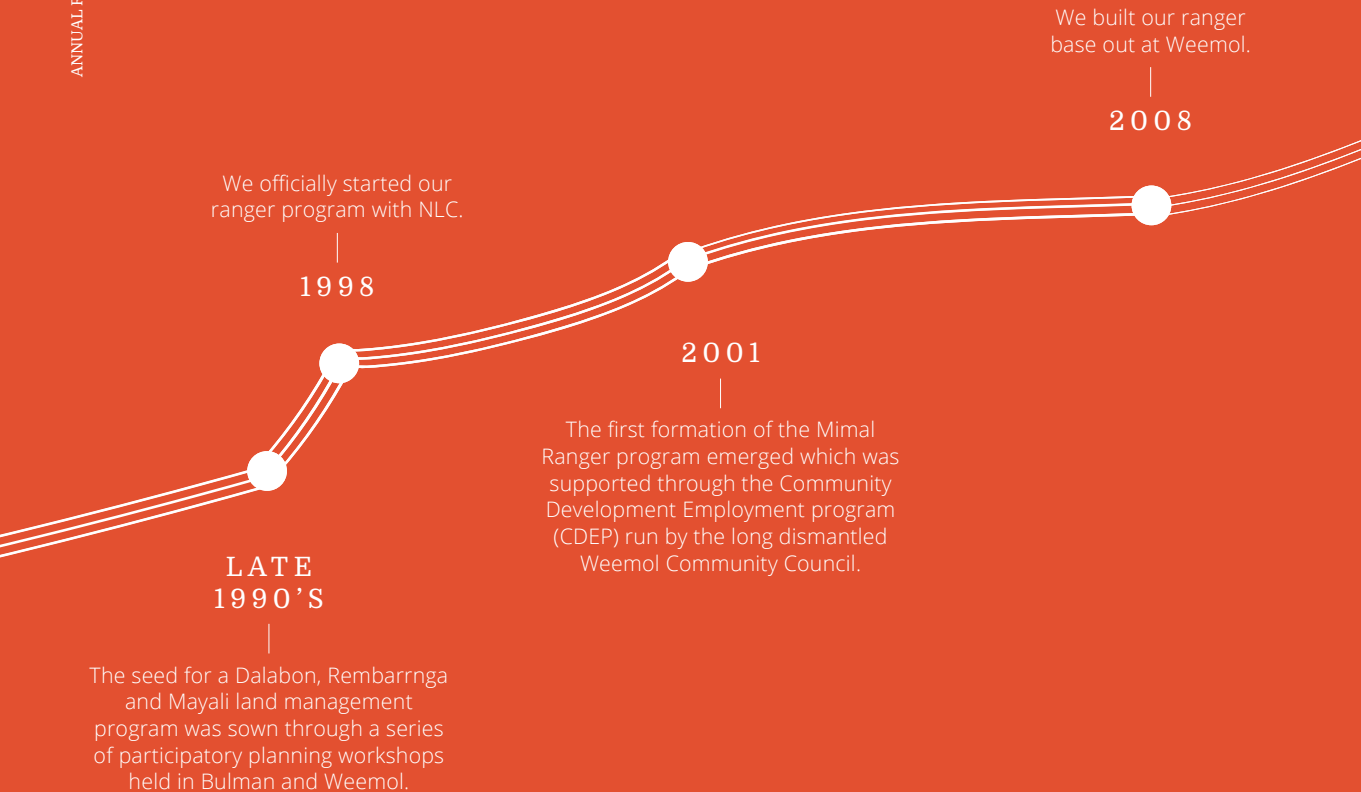 ANNUAL
We built our ranger
base out at Weemol.
2008
We officially started our
ranger program with NLC.
1998
2001
The first formation of the Mimal
Ranger program emerged which was
supported through the Community
Development Employment program
(CDEP) run by the long dismantled
Weemol Community Council.
LATE
1990’S
The seed for a Dalabon, Rembarrnga
and Mayali land management
program was sown through a series
of participatory planning workshops
held in Bulman and Weemol.